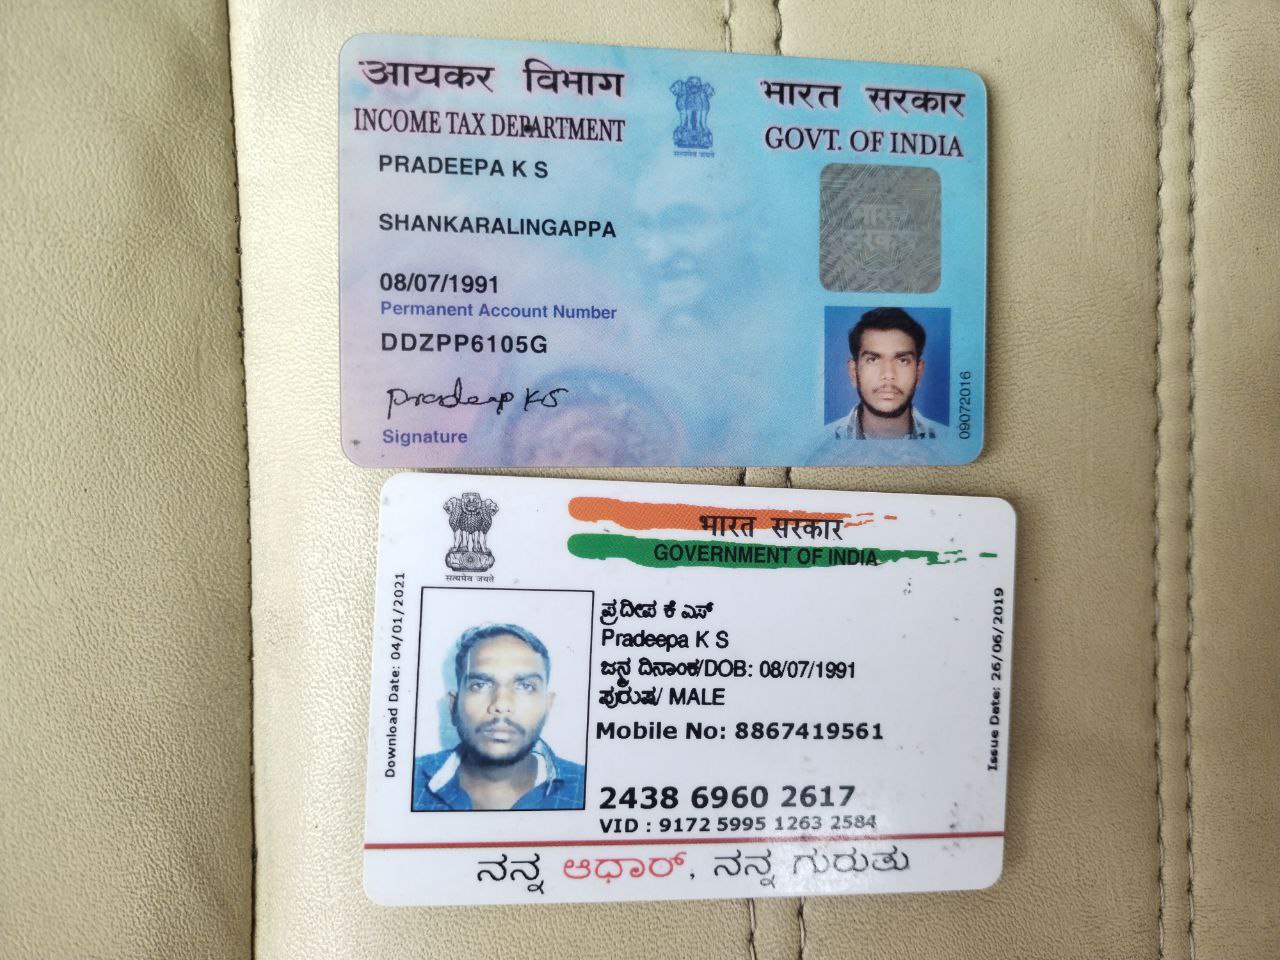 आयकर विभाग
INCOME TAX DEPARTMENT
सत्यमेव जयते
भारत सरकार
GOVT. OF INDIA
PRADEEPA K S
SHANKARALINGAPPA
08/07/1991
Permanent Account Number
DDZPP6105G
Pradeep KS
Signature
भारत
सरकार
09072016
सत्यमेव जयते
भारत सरकार
GOVERNMENT OF INDIA
Download Date: 04/01/2021
ಪ್ರದೀಪ ಕೆ ಎಸ್
Pradeepa K S
ಜನ್ಮ ದಿನಾಂಕ/DOB: 08/07/1991
ಪುರುಷ/ MALE
Mobile No: 8867419561
2438 6960 2617
VID : 9172 5995 1263 2584
Issue Date: 26/06/2019
ನನ್ನ ಆಧಾರ್, ನನ್ನ ಗುರುತು